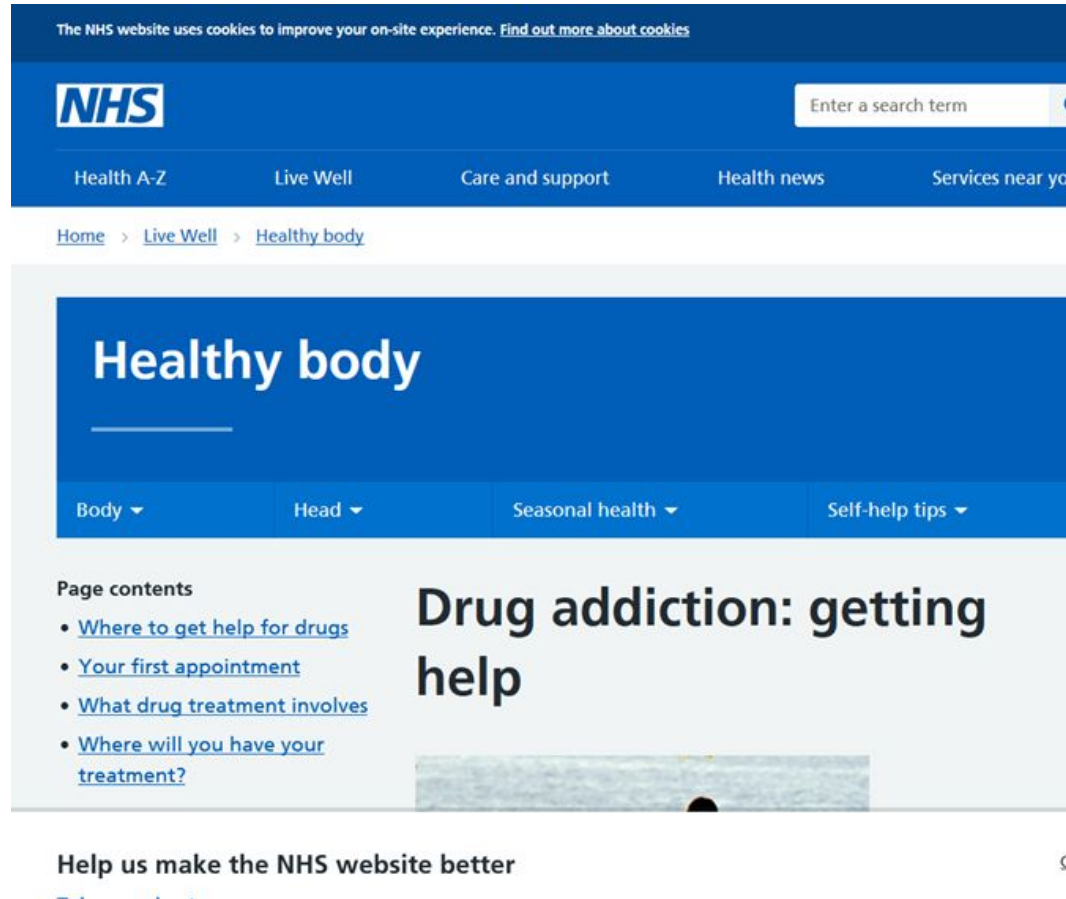 The NHS website uses cookies to improve your on-site experience. Find out more about cookies
NHS
Enter a search term
Health A-Z
Live Well
Care and support
Health news
Services near
Home > Live Well > Healthy body
Healthy body
Body
Head
Seasonal health
Self-help tips
Page contents
• Where to get help for drugs
• Your first appointment
• What drug treatment involves
• Where will you have your
treatment?
Drug addiction: getting
help
Help us make the NHS website better